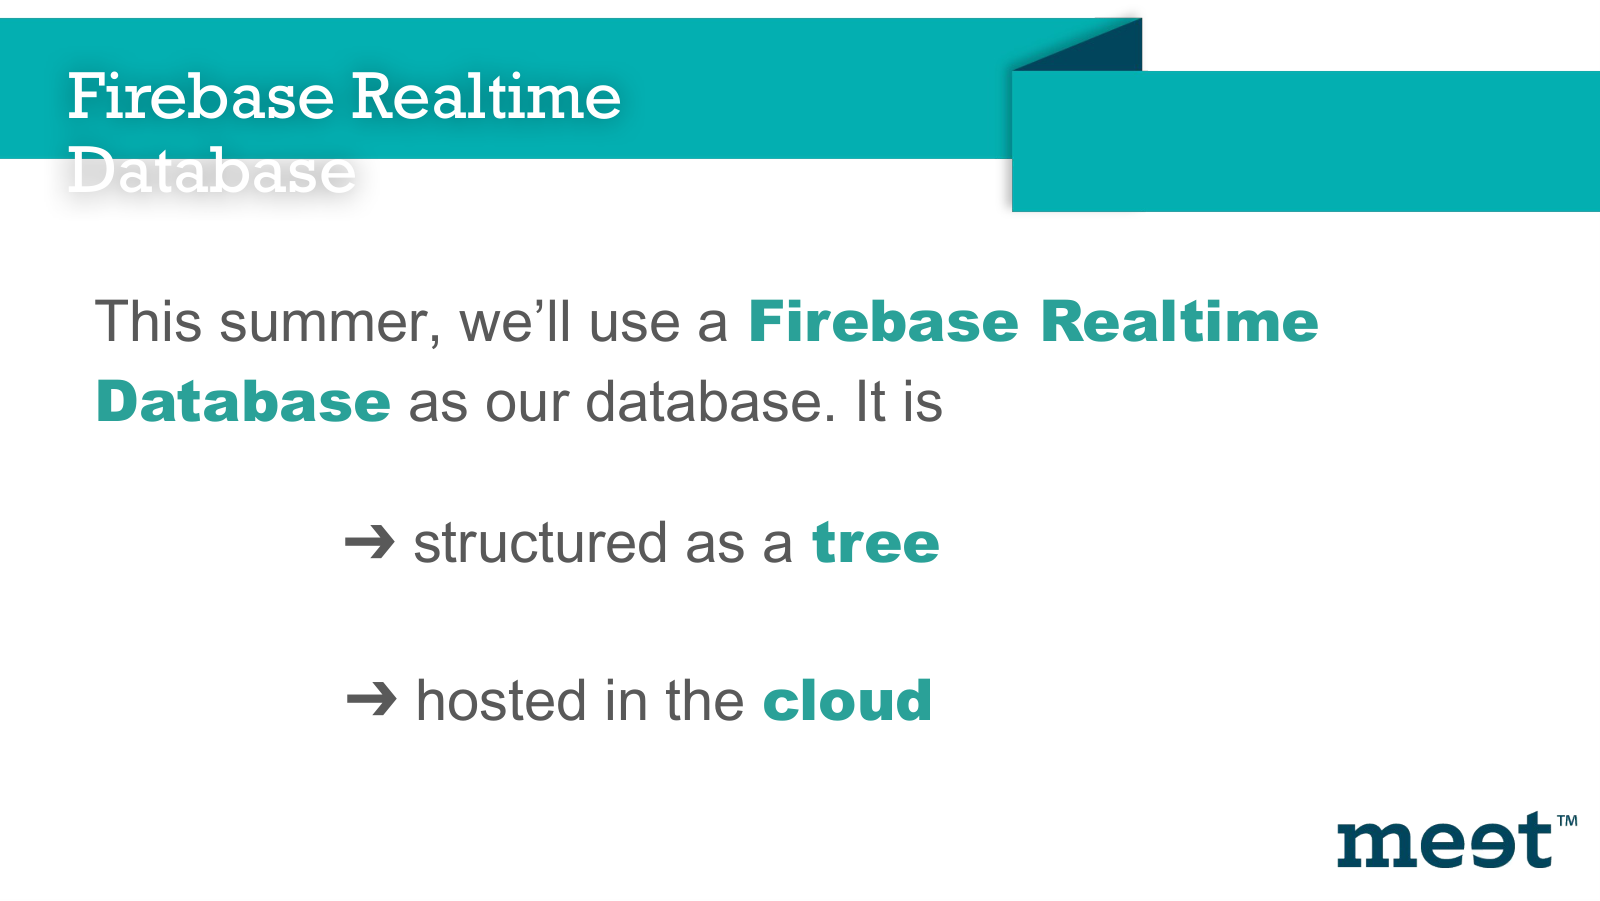 Firebase Realtime
Database
This summer, we’ll use a Firebase Realtime
Database as our database. It is
➔ structured as a tree
➔ hosted in the cloud
meet™